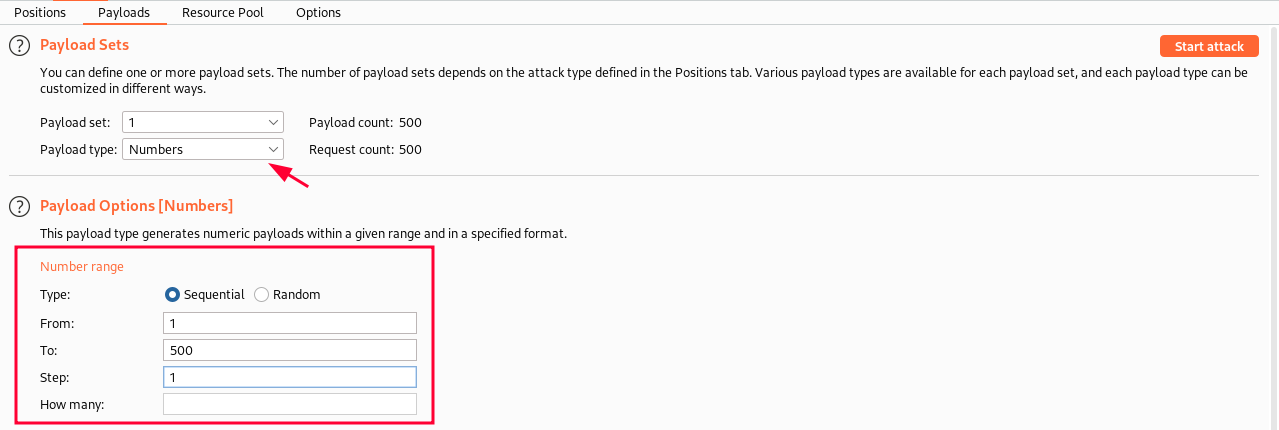 Positions Payloads Resource Pool Options
? Payload Sets Start attack
You can define one or more payload sets. The number of payload sets depends on the attack type defined in the Positions tab. Various payload types are available for each payload set, and each payload type can be
customized in different ways.
Payload set: 1 Payload count: 500
Payload type: Numbers Request count: 500
? Payload Options [Numbers]
This payload type generates numeric payloads within a given range and in a specified format.
Number range
Type: Sequential Random
From: 1
To: 500
Step: 1
How many: